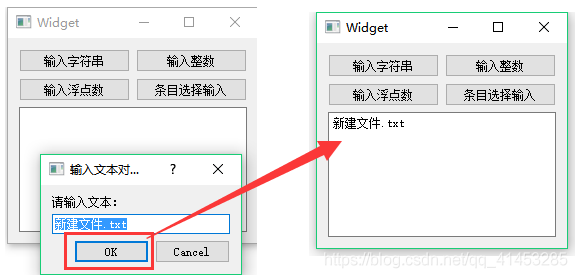 Widget
输入字符串 输入整数
输入浮点数 条目选择输入
输入文本对... ?
请输入文本：
新建文件.txt
OK Cancel
Widget
输入字符串 输入整数
输入浮点数 条目选择输入
新建文件.txt
https://blog.csdn.net/qq_41453285